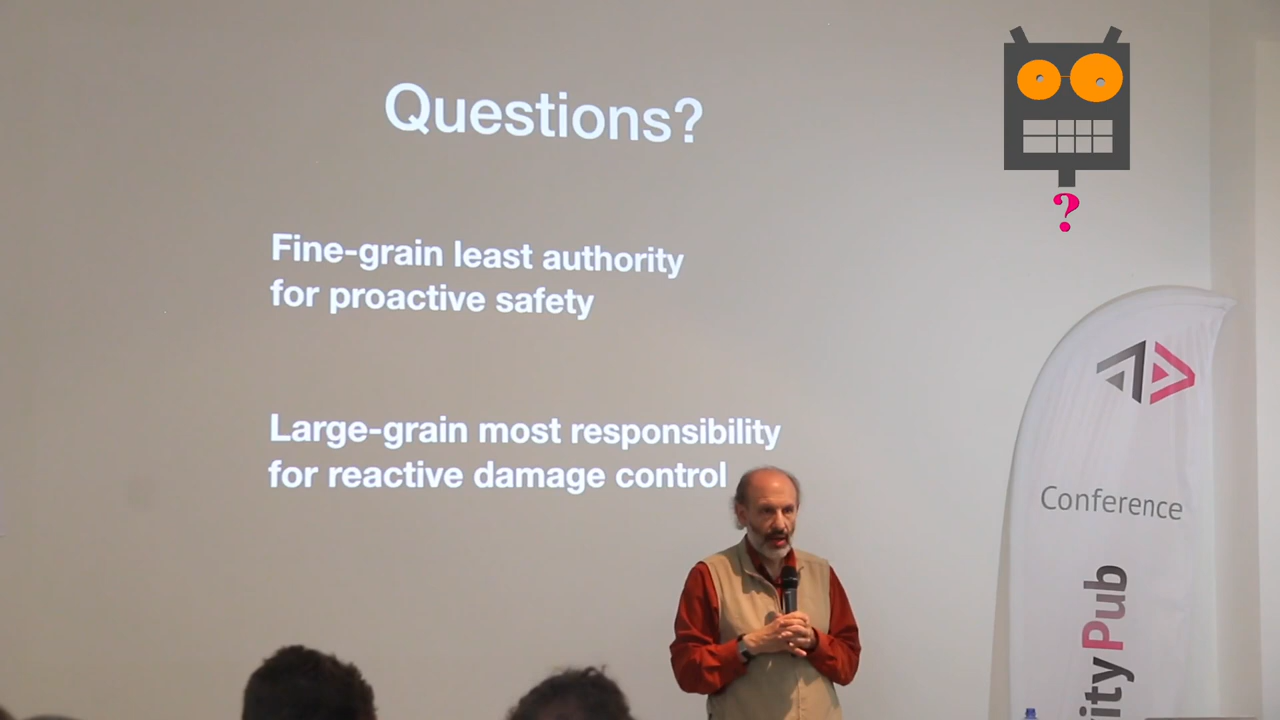 Questions?
Fine-grain least authority
for proactive safety
Large-grain most responsibility
for reactive damage control
?
Conference
ityPub